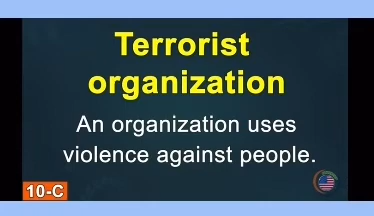 Terrorist
organization
An organization uses
violence against people.
10-C